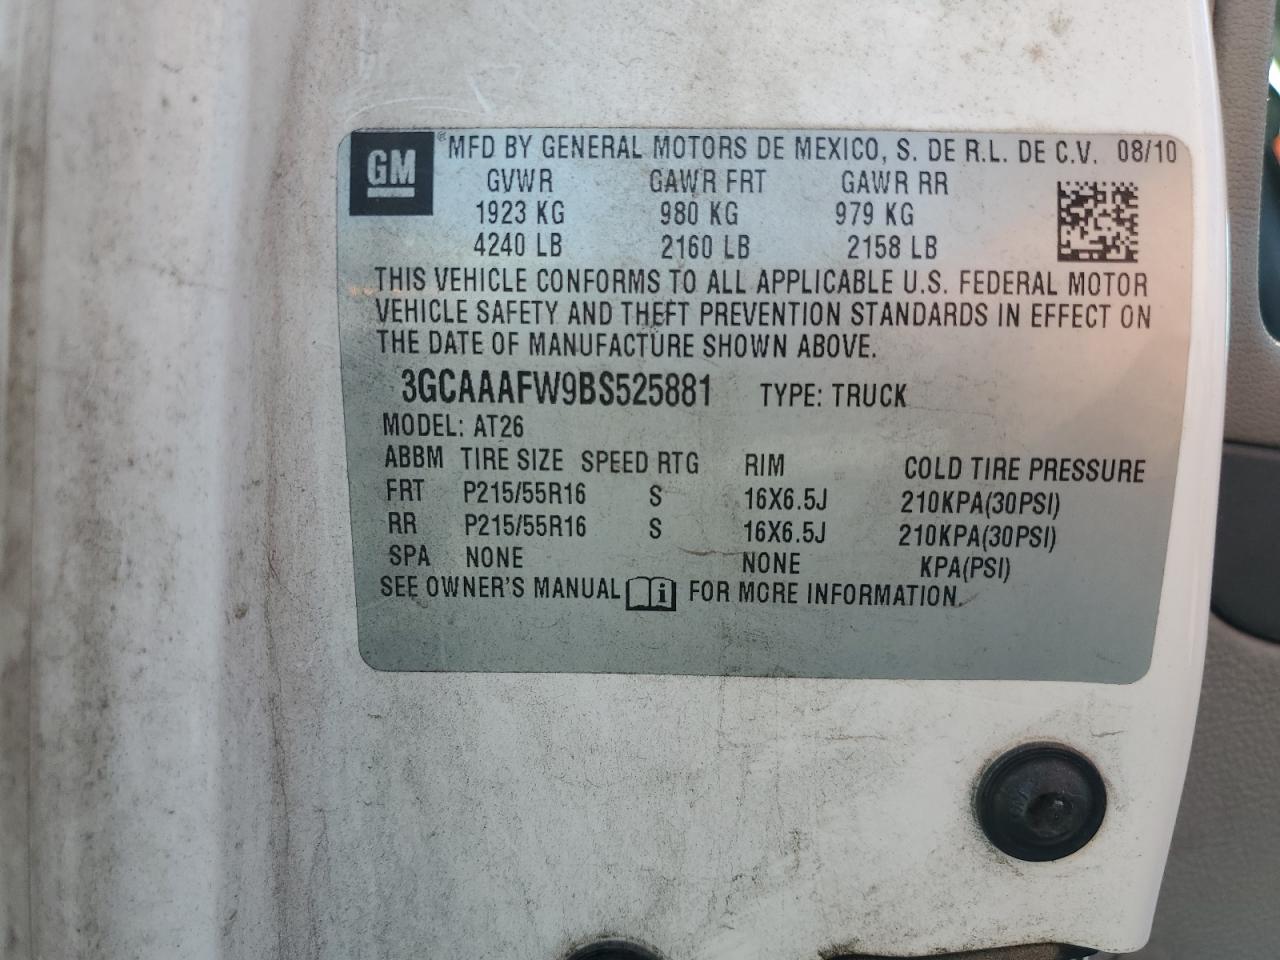 GM® MFD BY GENERAL MOTORS DE MEXICO, S. DE R.L. DE C.V. 08/10
GVWR GAWR FRT GAWR RR
1923 KG 980 KG 979 KG
4240 LB 2160 LB 2158 LB
THIS VEHICLE CONFORMS TO ALL APPLICABLE U.S. FEDERAL MOTOR
VEHICLE SAFETY AND THEFT PREVENTION STANDARDS IN EFFECT ON
THE DATE OF MANUFACTURE SHOWN ABOVE.
3GCAAAFW9BS525881 TYPE: TRUCK
MODEL: AT26
ABBM TIRE SIZE SPEED RTG RIM COLD TIRE PRESSURE
FRT P215/55R16 S 16X6.5J 210KPA(30PSI)
RR P215/55R16 S 16X6.5J 210KPA(30PSI)
SPA NONE NONE KPA(PSI)
SEE OWNER'S MANUAL i FOR MORE INFORMATION.